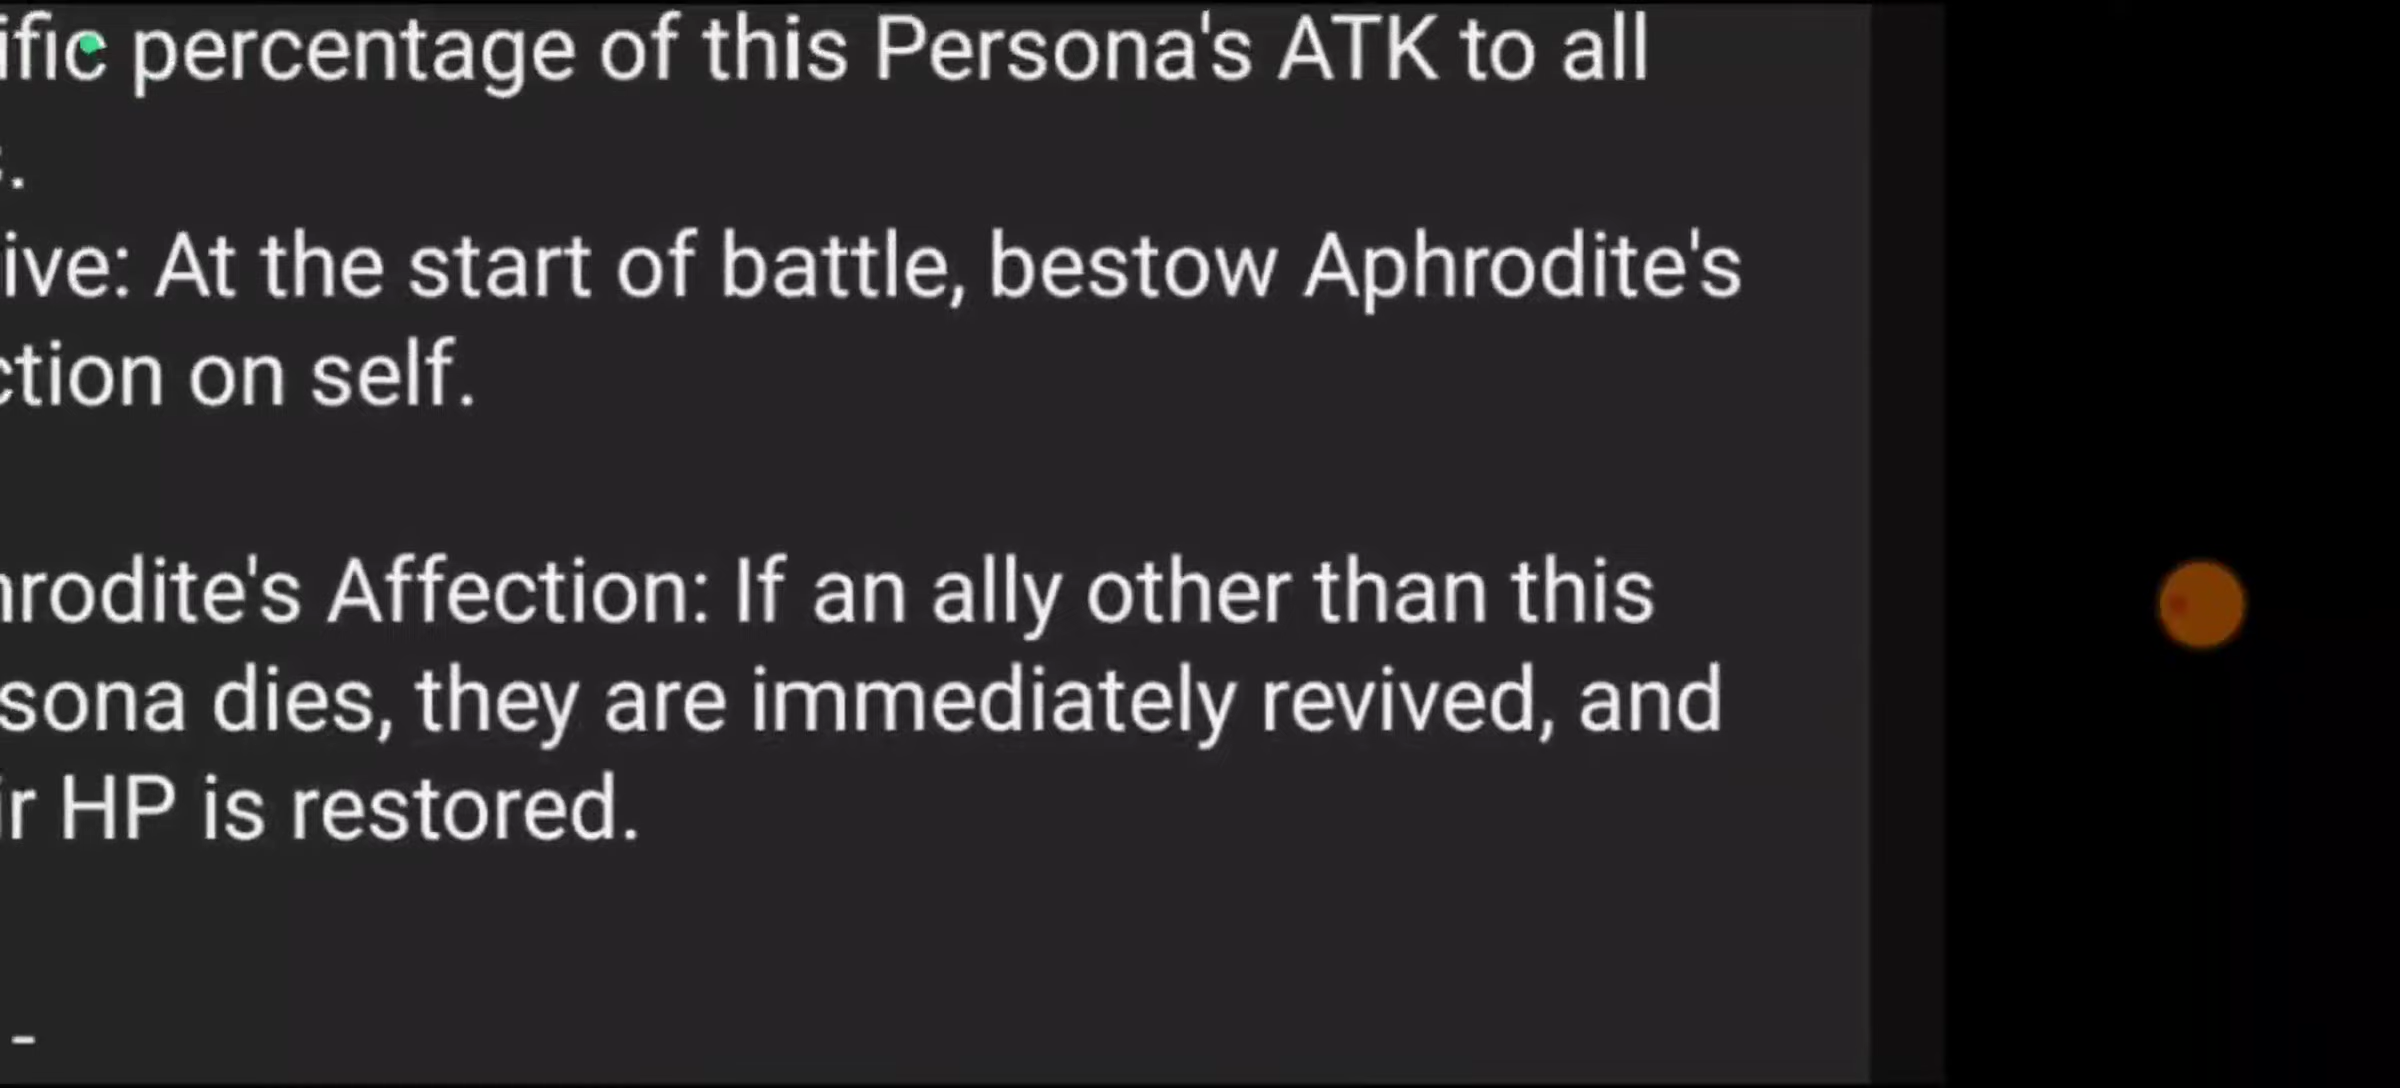 ific percentage of this Persona's ATK to all
s.
ive: At the start of battle, bestow Aphrodite's
ction on self.
hrodite's Affection: If an ally other than this
sona dies, they are immediately revived, and
ir HP is restored.
-